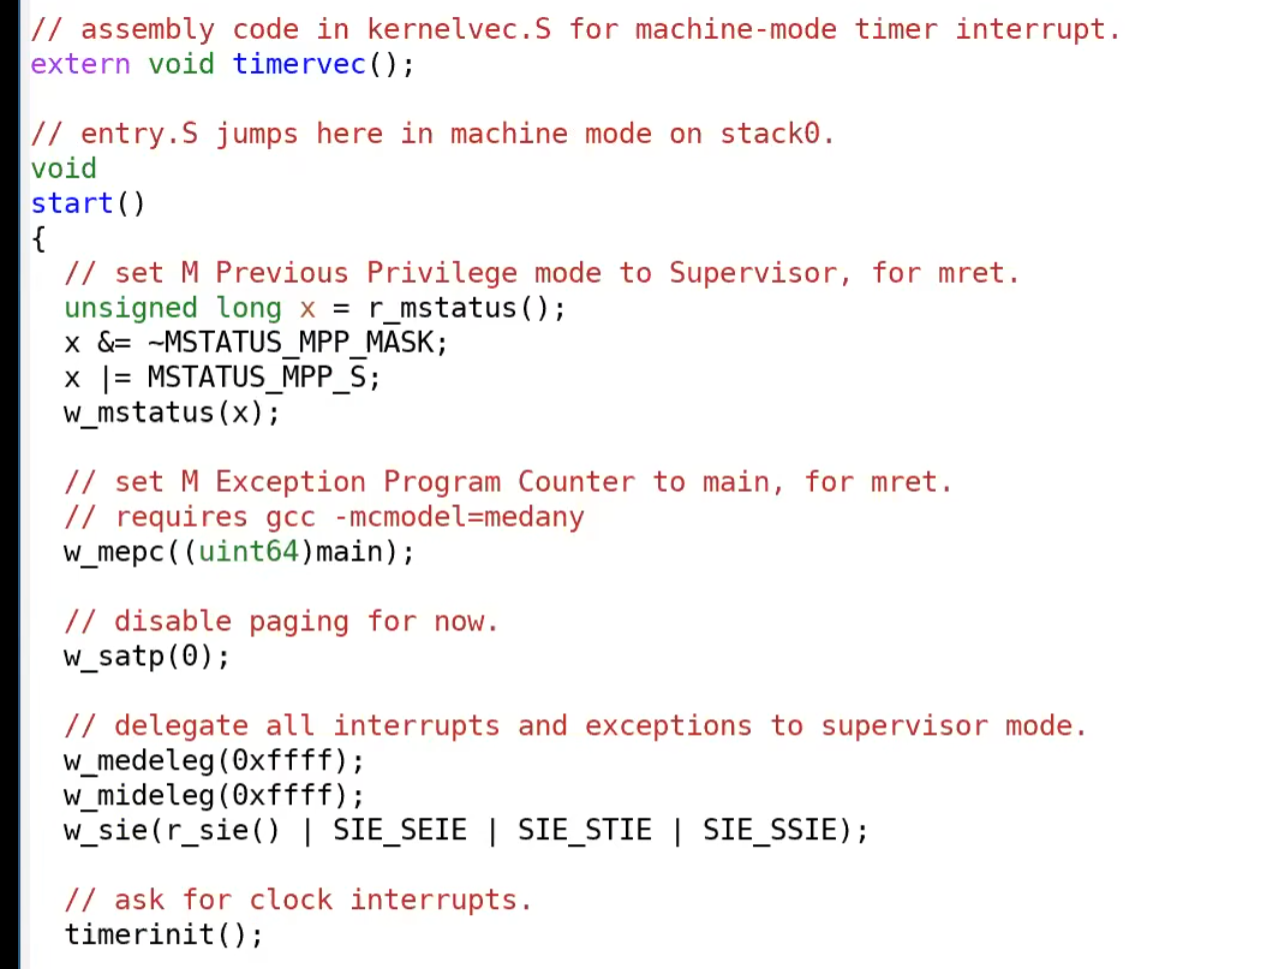 // assembly code in kernelvec.S for machine-mode timer interrupt.
extern void timervec();

// entry.S jumps here in machine mode on stack0.
void
start()
{
  // set M Previous Privilege mode to Supervisor, for mret.
  unsigned long x = r_mstatus();
  x &= ~MSTATUS_MPP_MASK;
  x |= MSTATUS_MPP_S;
  w_mstatus(x);

  // set M Exception Program Counter to main, for mret.
  // requires gcc -mcmodel=medany
  w_mepc((uint64)main);

  // disable paging for now.
  w_satp(0);

  // delegate all interrupts and exceptions to supervisor mode.
  w_medeleg(0xffff);
  w_mideleg(0xffff);
  w_sie(r_sie() | SIE_SEIE | SIE_STIE | SIE_SSIE);

  // ask for clock interrupts.
  timerinit();